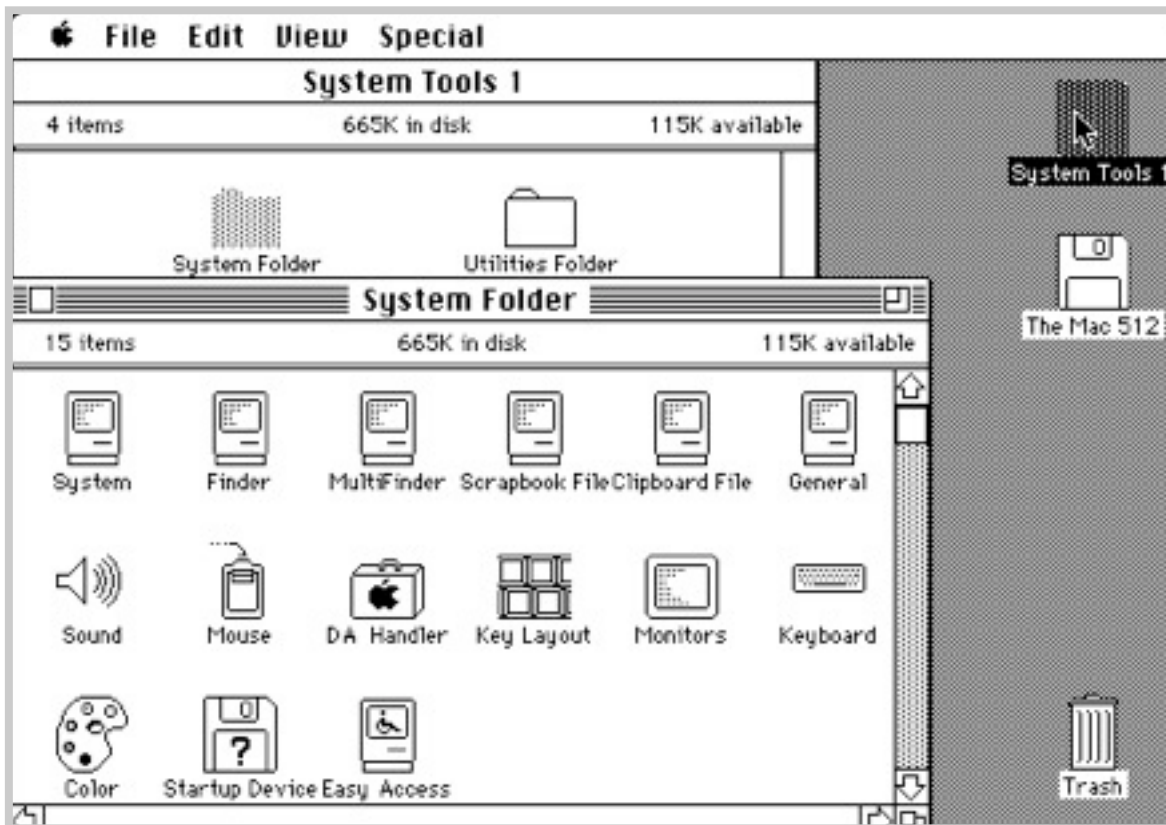 File Edit View Special
System Tools 1
4 items 665K in disk 115K available
System Tools 1
System Folder Utilities Folder
The Mac 512
System Folder
15 items 665K in disk 115K available
System Finder MultiFinder Scrapbook File Clipboard File General
Sound Mouse DA Handler Key Layout Monitors Keyboard
?
Color Startup Device Easy Access
Trash